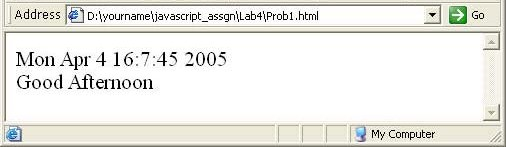 Address D:\yourname\javascript_assgn\Lab4\Prob1.html Go
Mon Apr 4 16:7:45 2005
Good Afternoon
My Computer